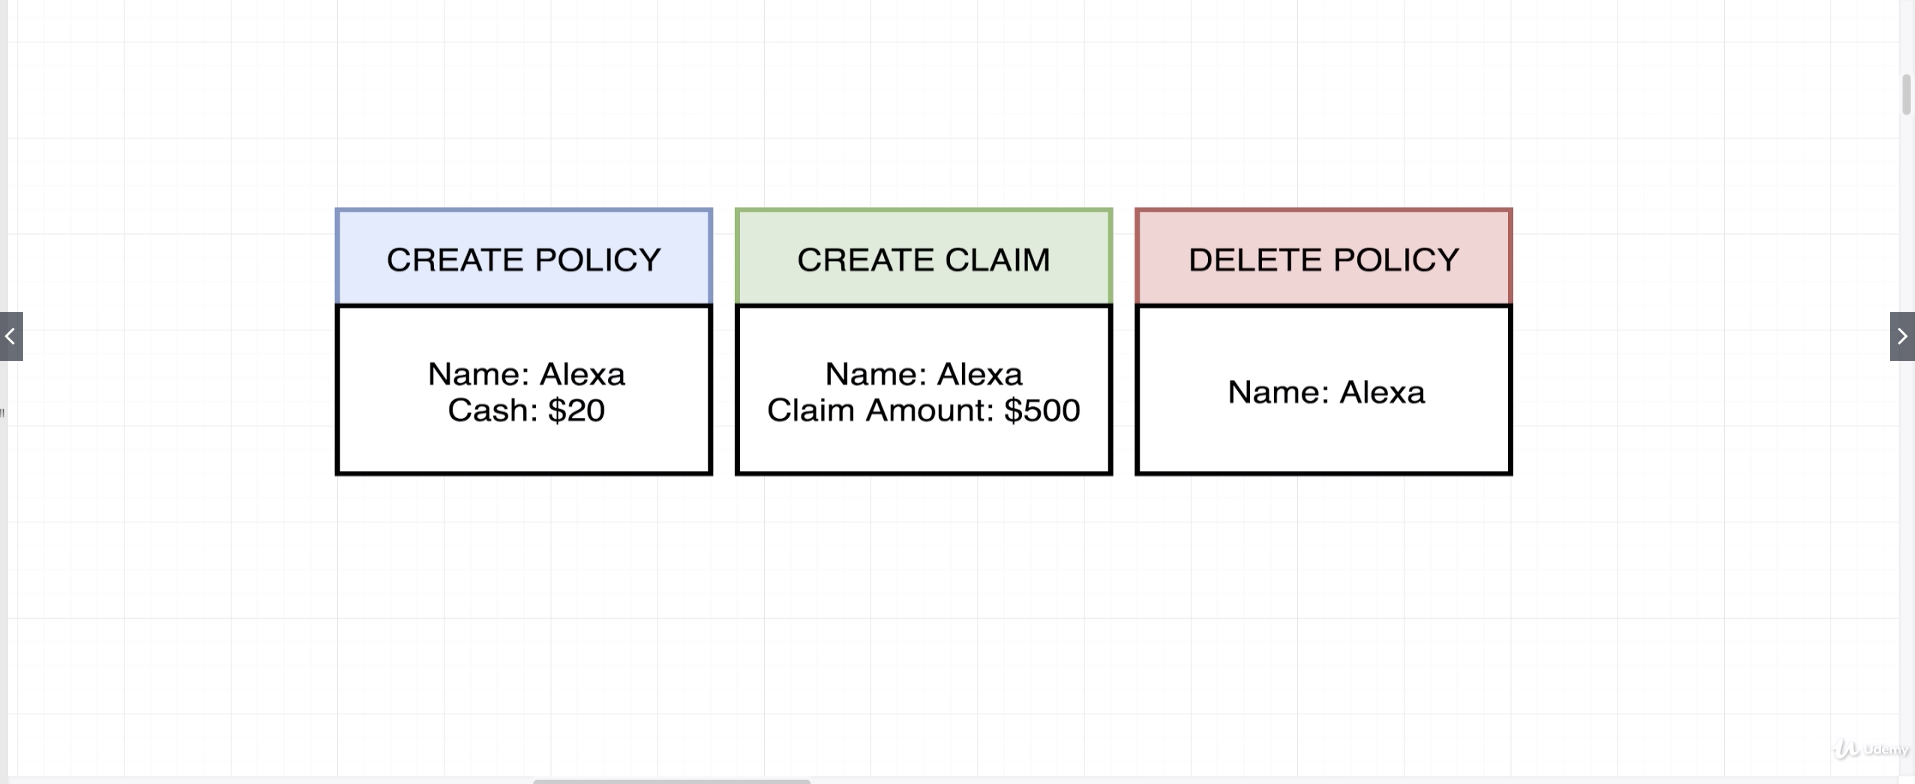 CREATE POLICY
Name: Alexa
Cash: $20
CREATE CLAIM
Name: Alexa
Claim Amount: $500
DELETE POLICY
Name: Alexa
Udemy